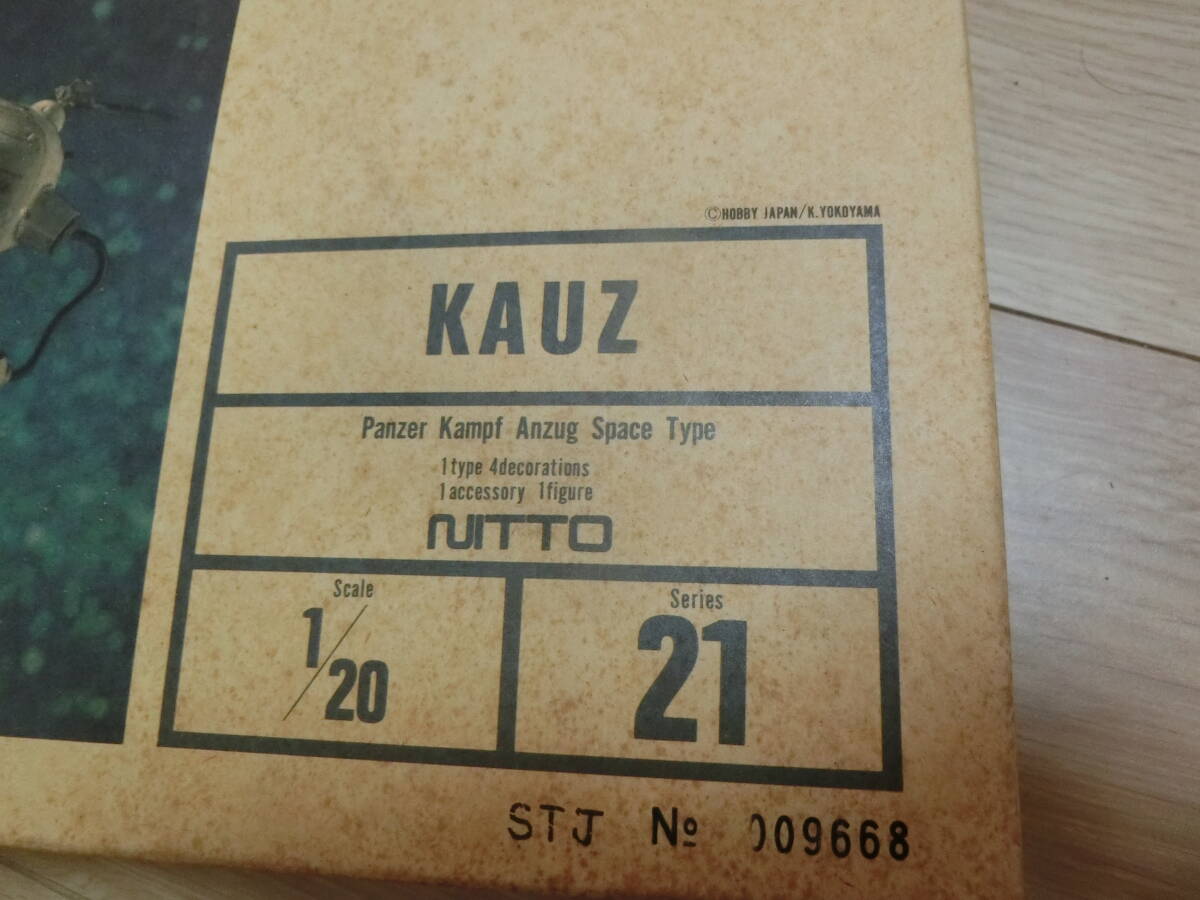 ©HOBBY JAPAN/K.YOKOYAMA
KAUZ
Panzer Kampf Anzug Space Type
1type 4decorations
1accessory 1figure
NITTO
Scale
1/20
Series
21
STJ № 009668